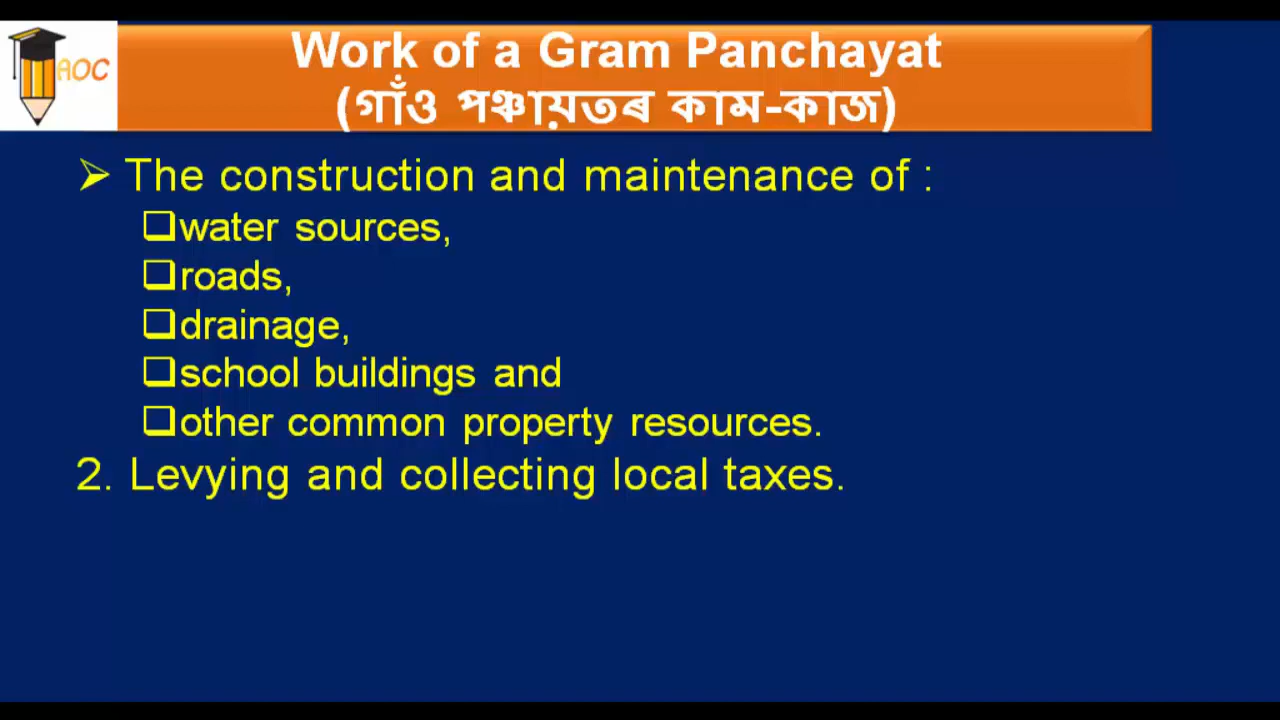 AOC
Work of a Gram Panchayat
(গাঁও পঞ্চায়তৰ কাম-কাজ)
➢ The construction and maintenance of :
❑water sources,
❑roads,
❑drainage,
❑school buildings and
❑other common property resources.
2. Levying and collecting local taxes.